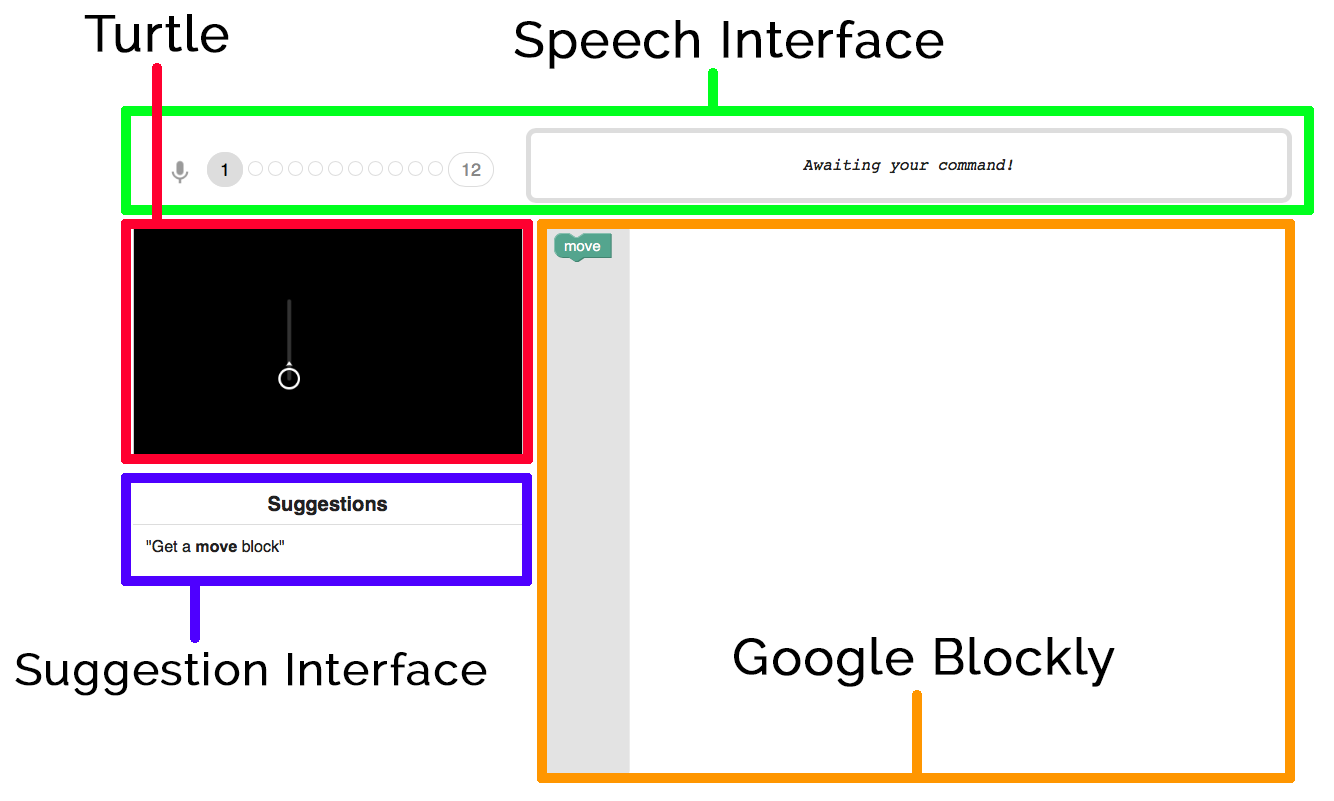 Turtle
Speech Interface
1
12
Awaiting your command!
move
Suggestions
"Get a move block"
Suggestion Interface
Google Blockly